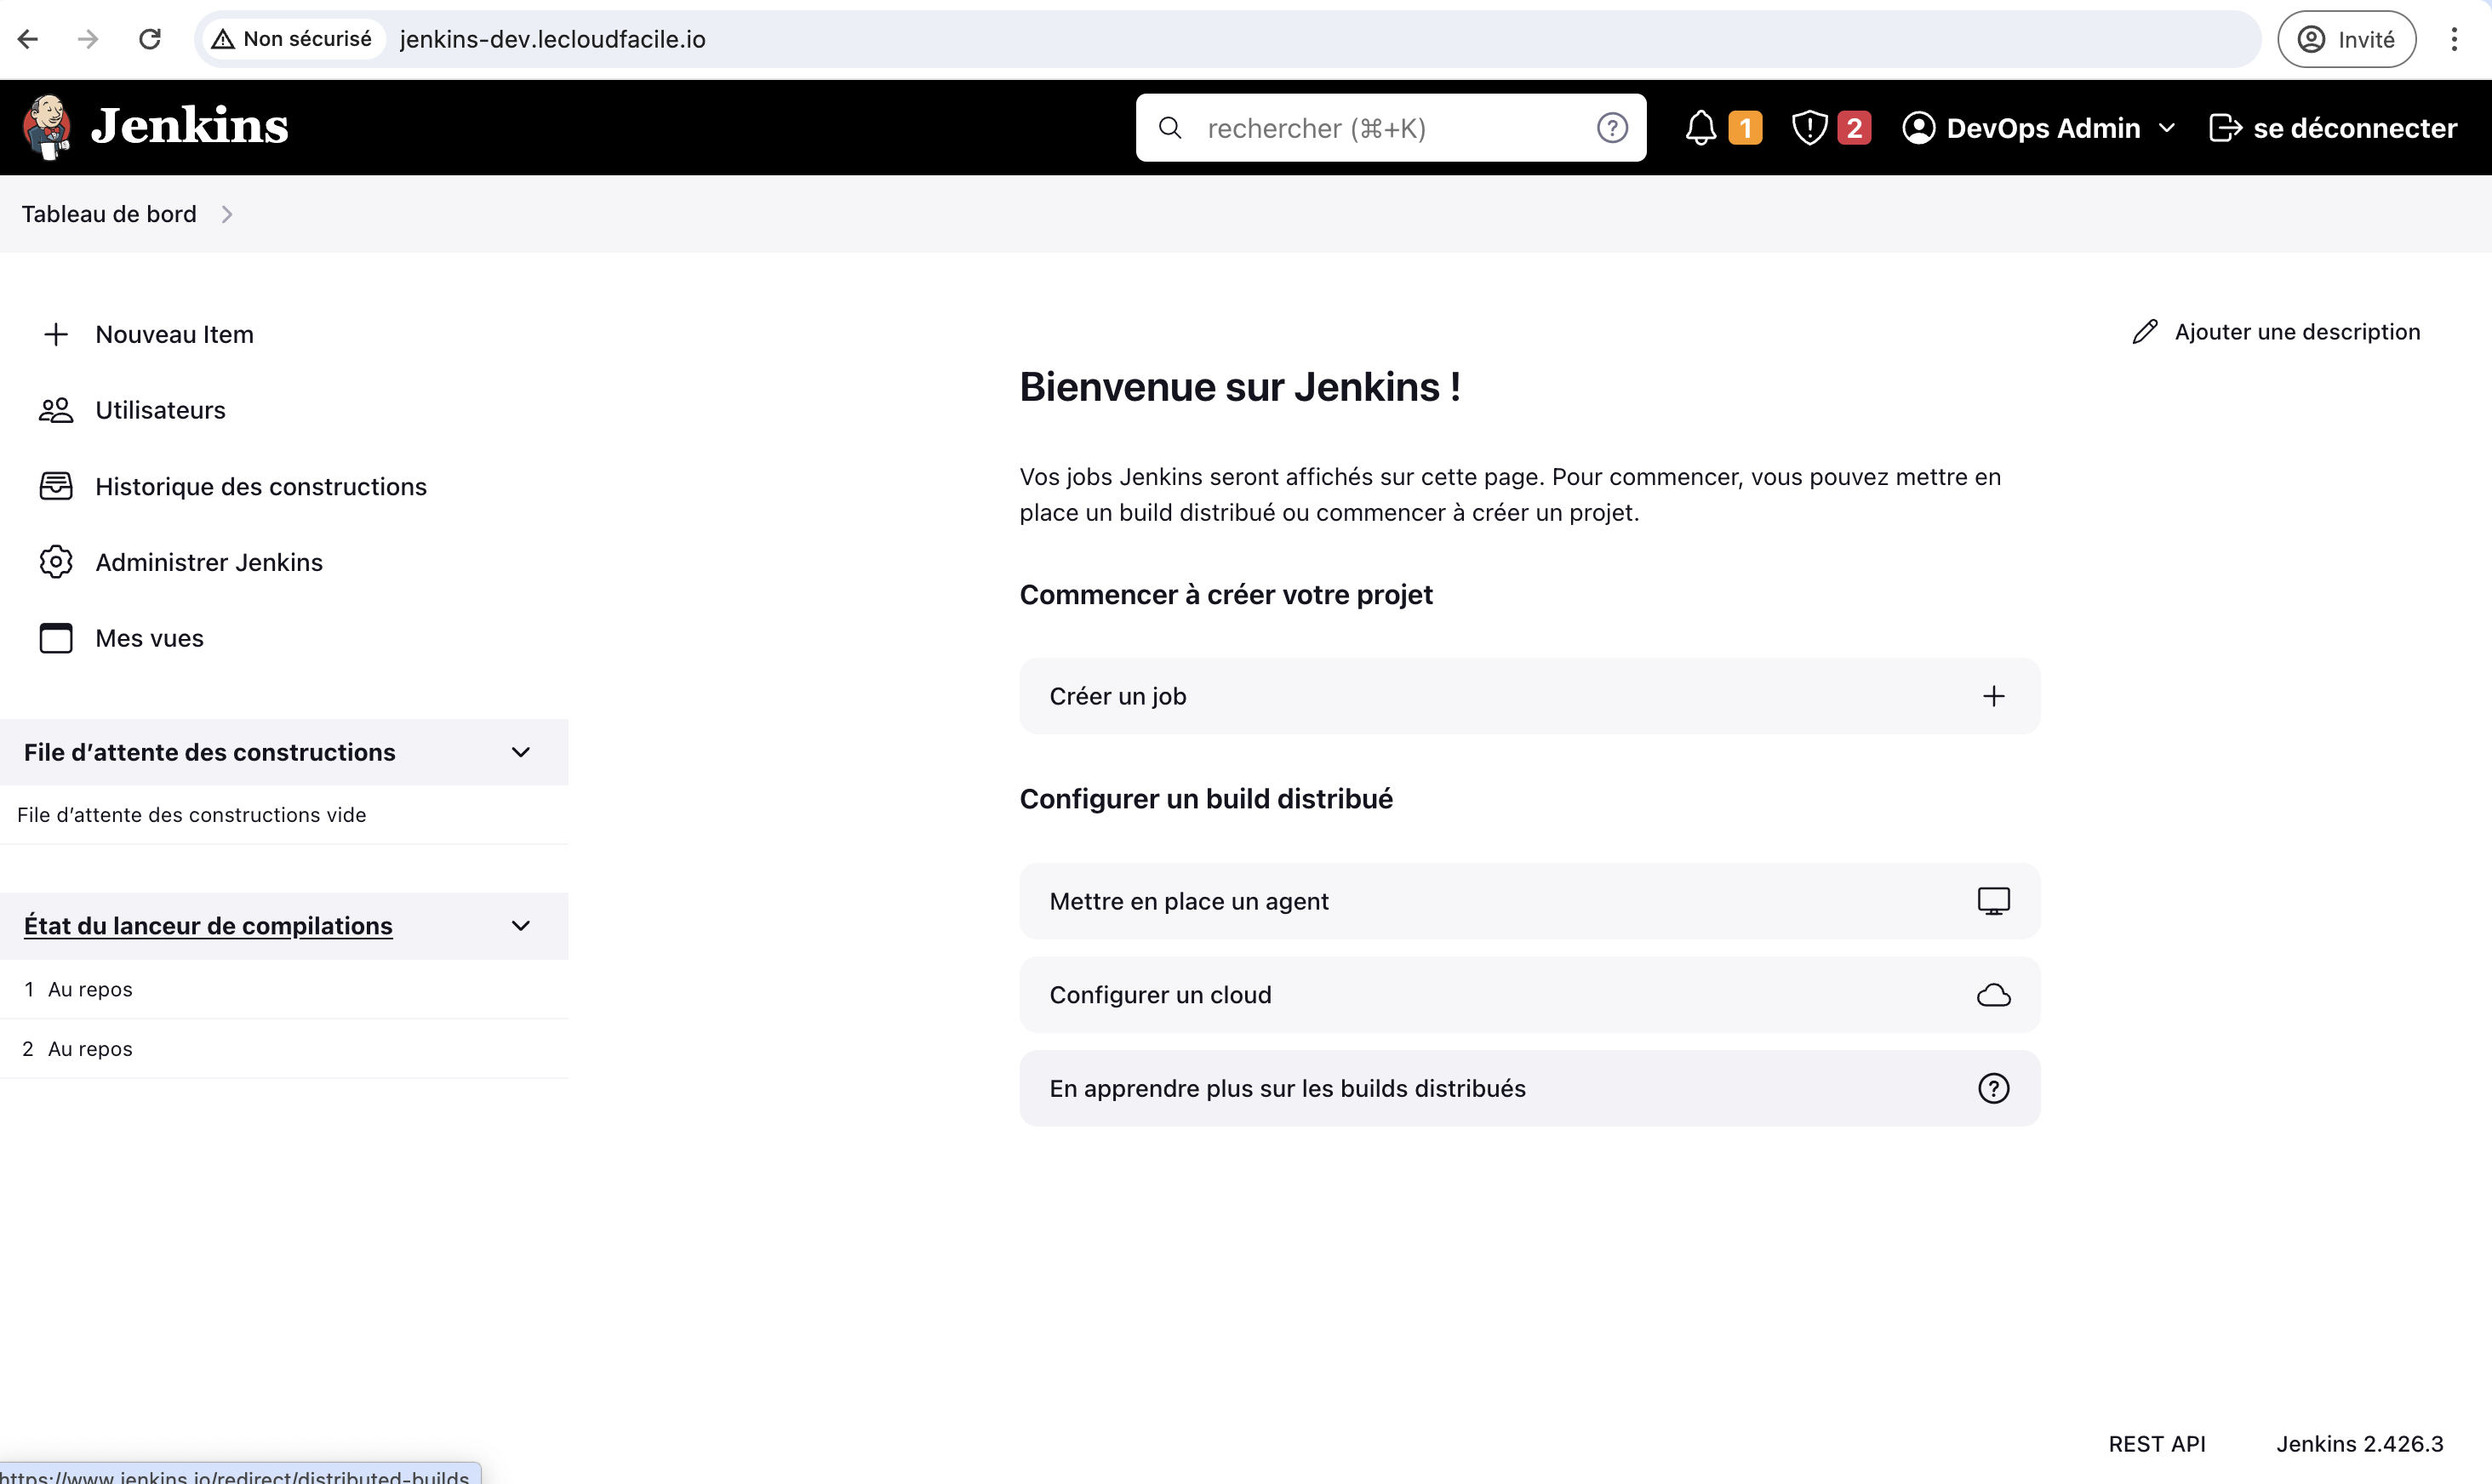 Non sécurisé jenkins-dev.lecloudfacile.io Invité
Jenkins rechercher (⌘+K) 1 2 DevOps Admin se déconnecter
Tableau de bord
Nouveau Item
Utilisateurs
Historique des constructions
Administrer Jenkins
Mes vues
File d’attente des constructions
File d’attente des constructions vide
État du lanceur de compilations
1 Au repos
2 Au repos
Ajouter une description
Bienvenue sur Jenkins !
Vos jobs Jenkins seront affichés sur cette page. Pour commencer, vous pouvez mettre en
place un build distribué ou commencer à créer un projet.
Commencer à créer votre projet
Créer un job
Configurer un build distribué
Mettre en place un agent
Configurer un cloud
En apprendre plus sur les builds distribués
REST API Jenkins 2.426.3
https://www.jenkins.io/redirect/distributed-builds